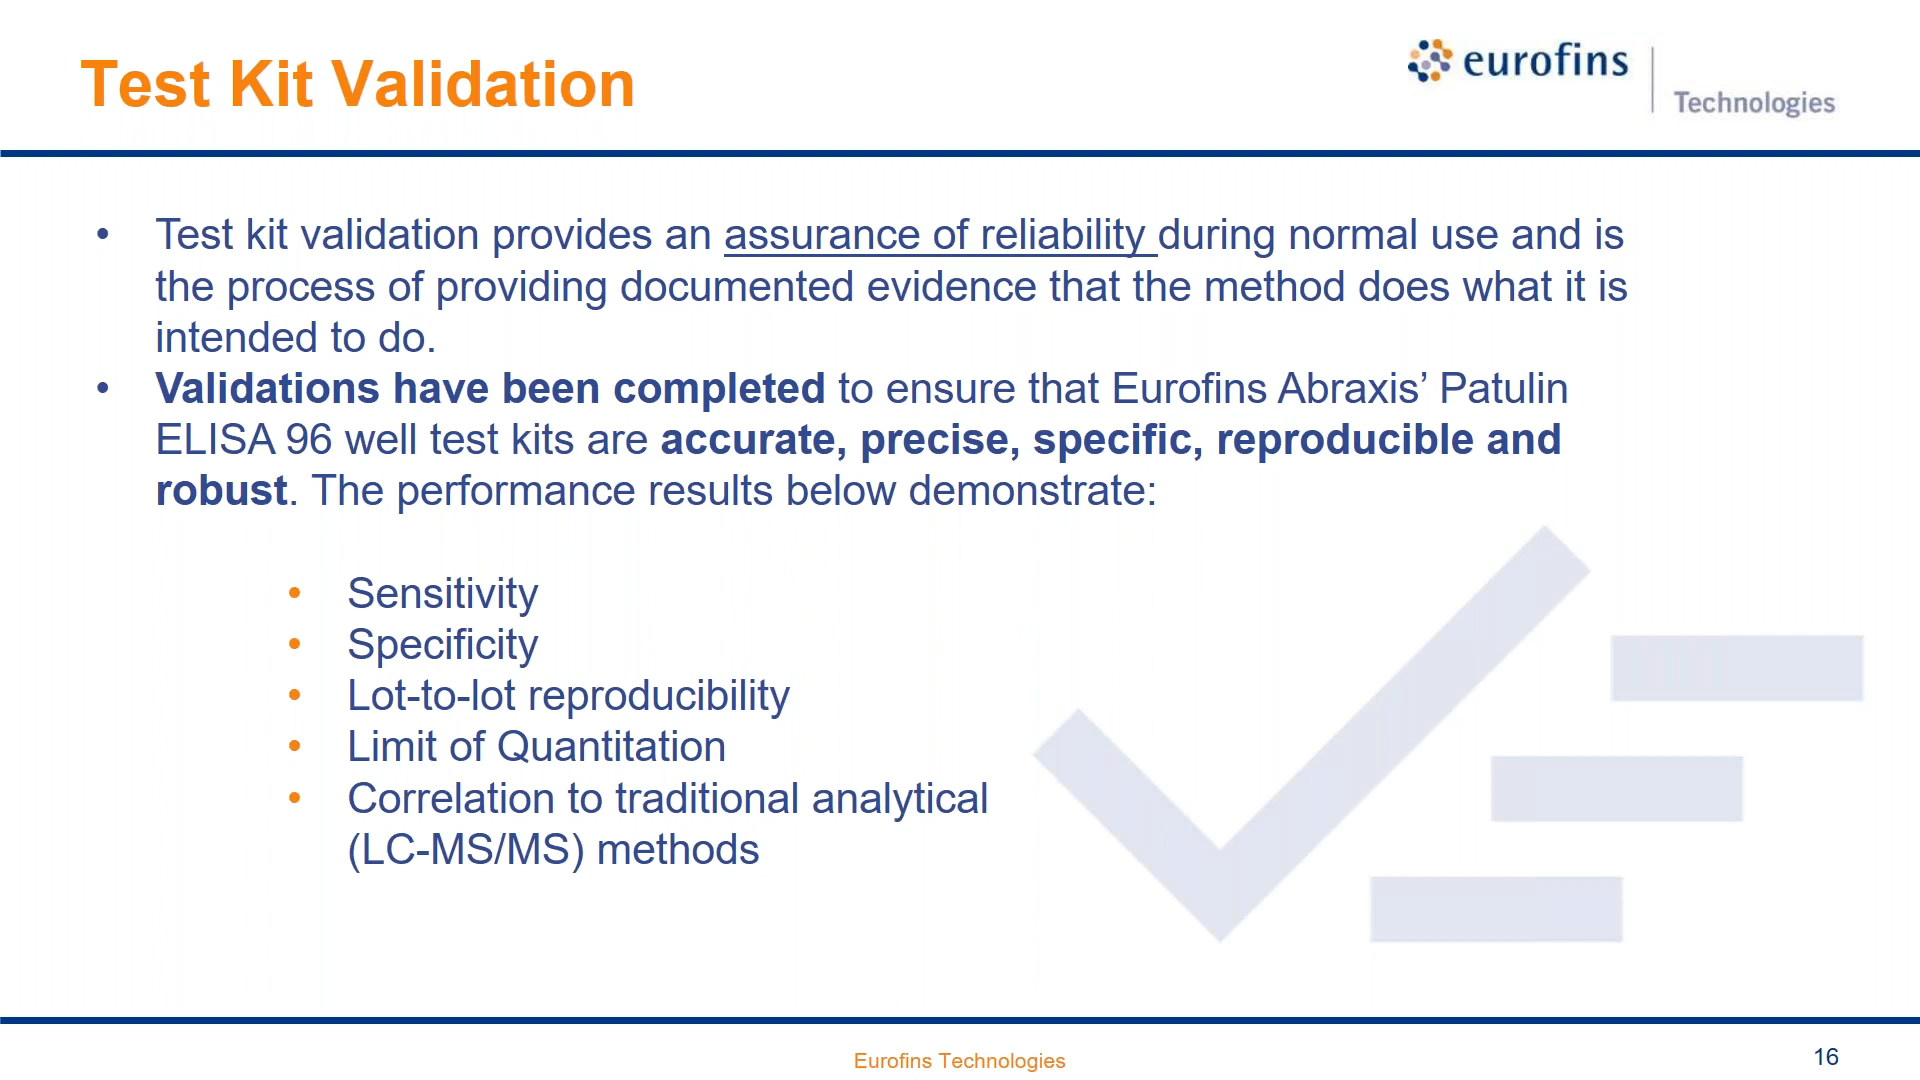 Test Kit Validation
eurofins
Technologies
• Test kit validation provides an assurance of reliability during normal use and is
the process of providing documented evidence that the method does what it is
intended to do.
• Validations have been completed to ensure that Eurofins Abraxis’ Patulin
ELISA 96 well test kits are accurate, precise, specific, reproducible and
robust. The performance results below demonstrate:
• Sensitivity
• Specificity
• Lot-to-lot reproducibility
• Limit of Quantitation
• Correlation to traditional analytical
(LC-MS/MS) methods
Eurofins Technologies
16